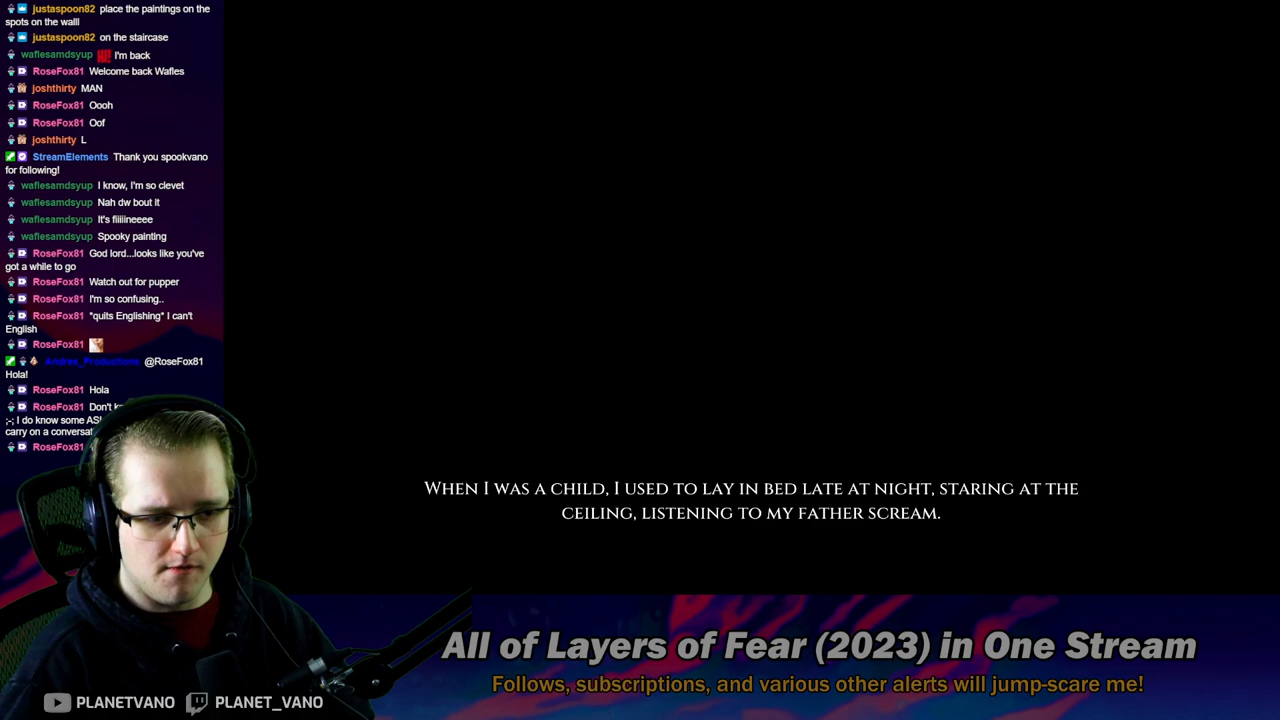 justaspoon82 place the paintings on the
spots on the walll
justaspoon82 on the staircase
waflesamdsyup HI! I'm back
RoseFox81 Welcome back Wafles
joshthirty MAN
RoseFox81 Oooh
RoseFox81 Oof
joshthirty L
StreamElements Thank you spookvano
for following!
waflesamdsyup I know, I'm so clevet
waflesamdsyup Nah dw bout it
waflesamdsyup It's fiiiineeee
waflesamdsyup Spooky painting
RoseFox81 God lord...looks like you've
got a while to go
RoseFox81 Watch out for pupper
RoseFox81 I'm so confusing..
RoseFox81 *quits Englishing* I can't
English
RoseFox81
Andres_Productions @RoseFox81
Hola!
RoseFox81 Hola
RoseFox81 Don't
;-; I do know some
carry on a
RoseFox81
WHEN I WAS A CHILD, I USED TO LAY IN BED LATE AT NIGHT, STARING AT THE
CEILING, LISTENING TO MY FATHER SCREAM.
All of Layers of Fear (2023) in One Stream
Follows, subscriptions, and various other alerts will jump-scare me!
PLANETVANO PLANET_VANO